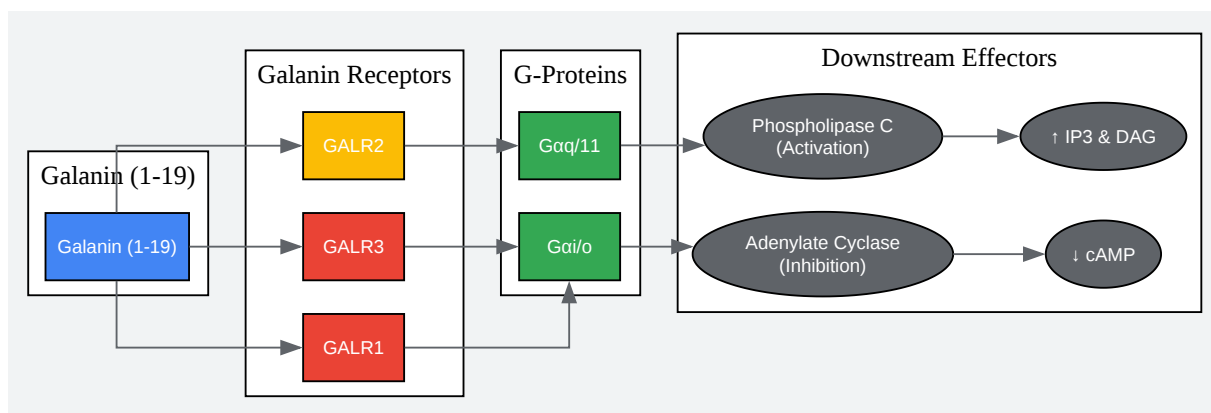 Galanin (1-19)
Galanin (1-19)
Galanin Receptors
GALR2
GALR3
GALR1
G-Proteins
Gαq/11
Gαi/o
Downstream Effectors
Phospholipase C
(Activation)
↑ IP3 & DAG
Adenylate Cyclase
(Inhibition)
↓ cAMP